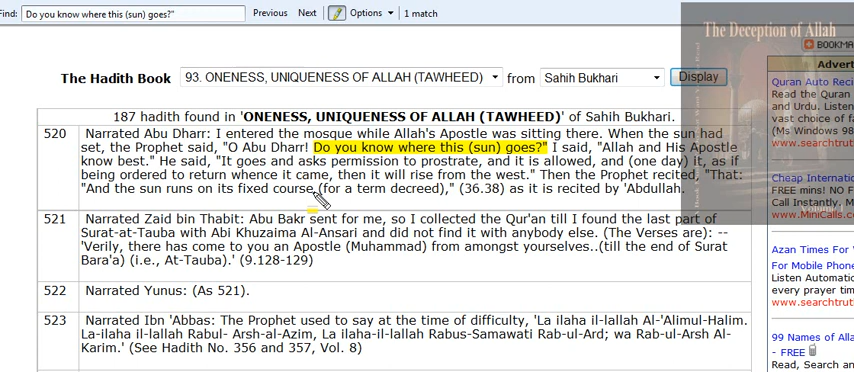 Find: Do you know where this (sun) goes?" Previous Next Options 1 match
The Deception of Allah
BOOKMA
The Hadith Book 93. ONENESS, UNIQUENESS OF ALLAH (TAWHEED) from Sahih Bukhari Display
Advert
187 hadith found in 'ONENESS, UNIQUENESS OF ALLAH (TAWHEED)' of Sahih Bukhari.
520 Narrated Abu Dharr: I entered the mosque while Allah's Apostle was sitting there. When the sun had
set, the Prophet said, "O Abu Dharr! Do you know where this (sun) goes?" I said, "Allah and His Apostle
know best." He said, "It goes and asks permission to prostrate, and it is allowed, and (one day) it, as if
being ordered to return whence it came, then it will rise from the west." Then the Prophet recited, "That:
"And the sun runs on its fixed course,(for a term decreed)," (36.38) as it is recited by 'Abdullah.
521 Narrated Zaid bin Thabit: Abu Bakr sent for me, so I collected the Qur'an till I found the last part of
Surat-at-Tauba with Abi Khuzaima Al-Ansari and did not find it with anybody else. (The Verses are): --
'Verily, there has come to you an Apostle (Muhammad) from amongst yourselves..(till the end of Surat
Bara'a) (i.e., At-Tauba).' (9.128-129)
522 Narrated Yunus: (As 521).
523 Narrated Ibn 'Abbas: The Prophet used to say at the time of difficulty, 'La ilaha il-lallah Al-'Alimul-Halim.
La-ilaha il-lallah Rabul- Arsh-al-Azim, La ilaha-il-lallah Rabus-Samawati Rab-ul-Ard; wa Rab-ul-Arsh Al-
Karim.' (See Hadith No. 356 and 357, Vol. 8)
Quran Auto Reci
Read the Quran
and Urdu. Listen
vast choice of fa
(Ms Windows 98
www.searchtrut
Cheap Internatio
FREE mins! NO F
Call Instantly. M
www.MiniCalls.c
Volume 1
Azan Times For '
For Mobile Phone
Listen Automatic
every prayer tim
www.searchtrut
99 Names of Alla
- FREE
Read, Search an